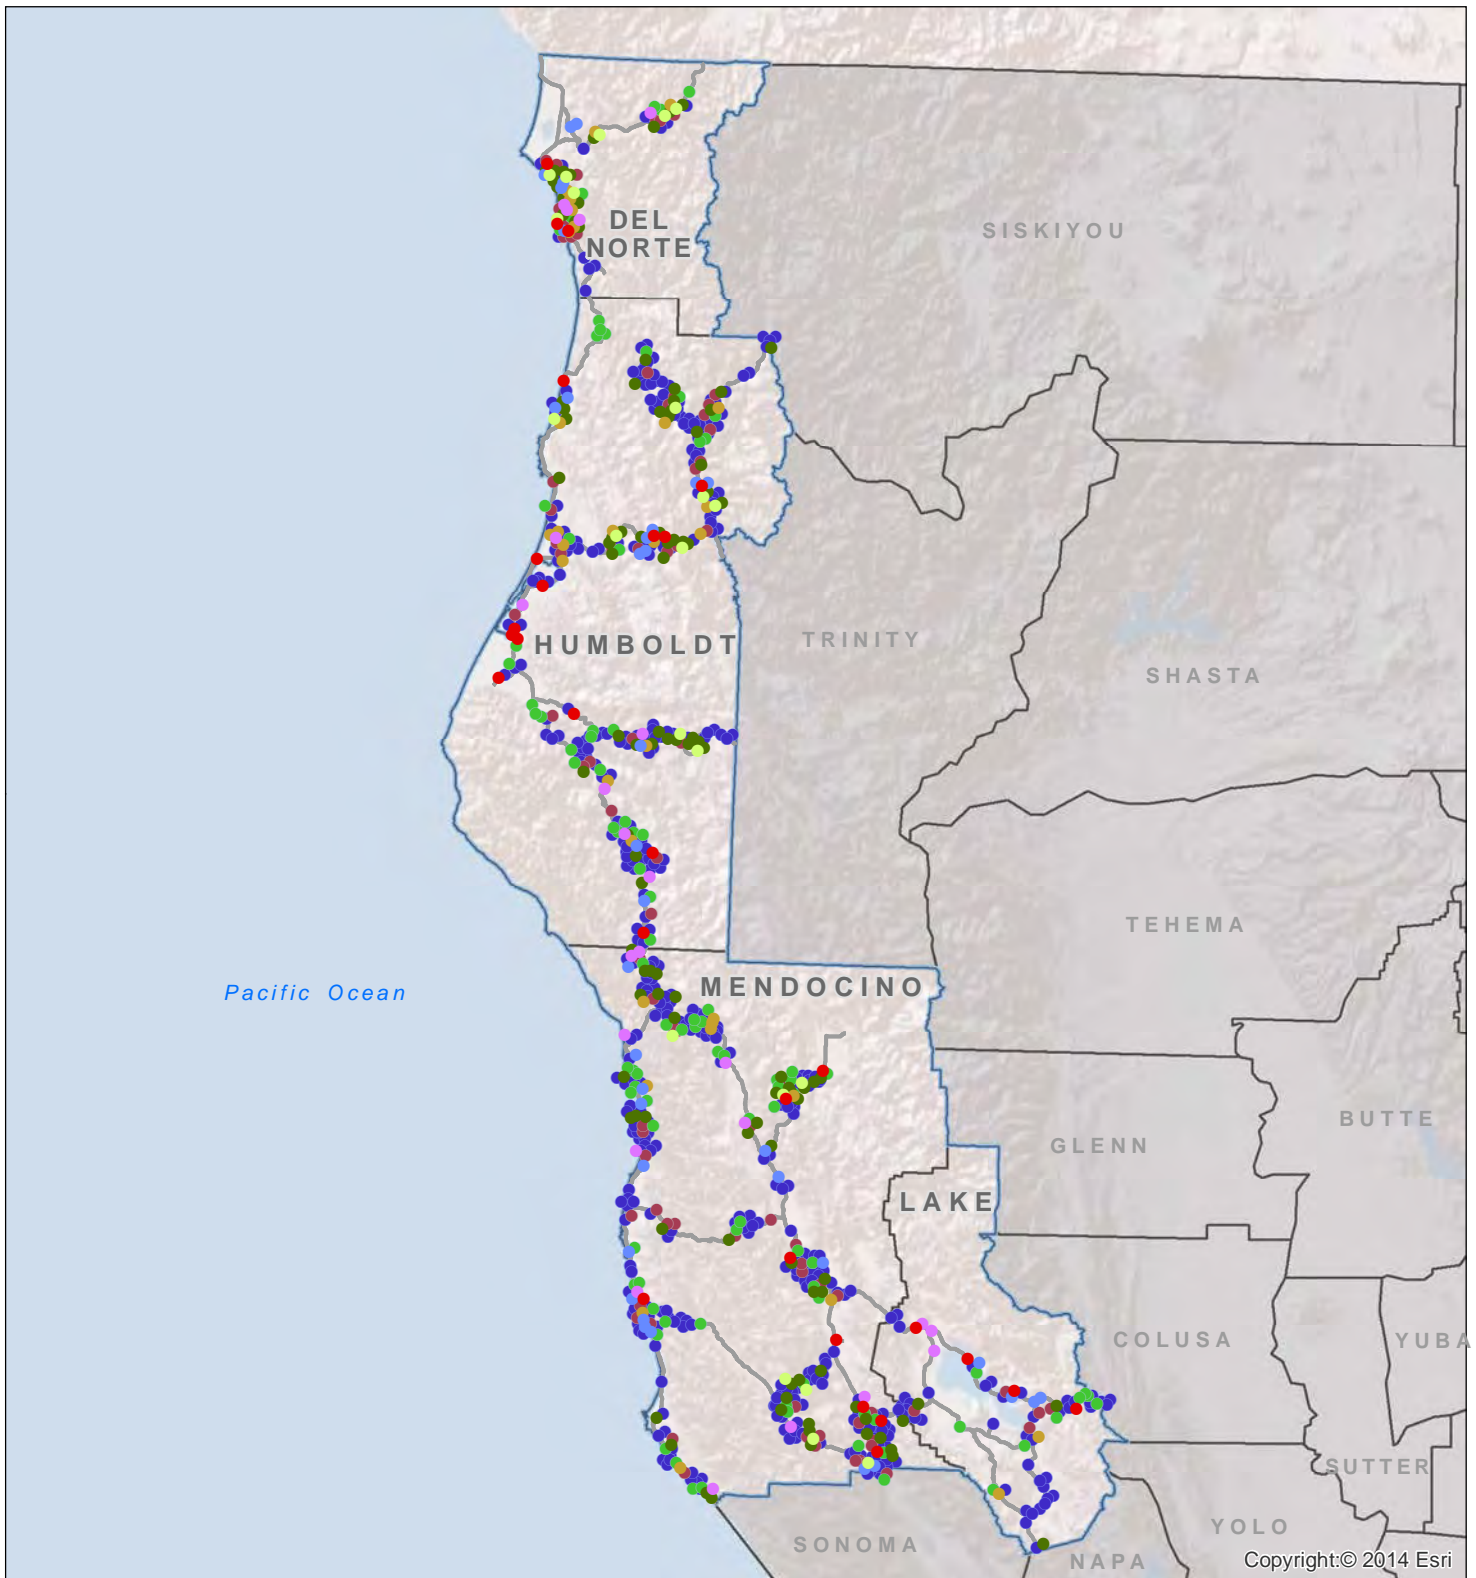 DEL
NORTE
SISKIYOU
HUMBOLDT
TRINITY
SHASTA
TEHEMA
Pacific Ocean
MENDOCINO
BUTTE
GLENN
LAKE
COLUSA
YUBA
SUTTER
YOLO
SONOMA
NAPA
Copyright:© 2014 Esri